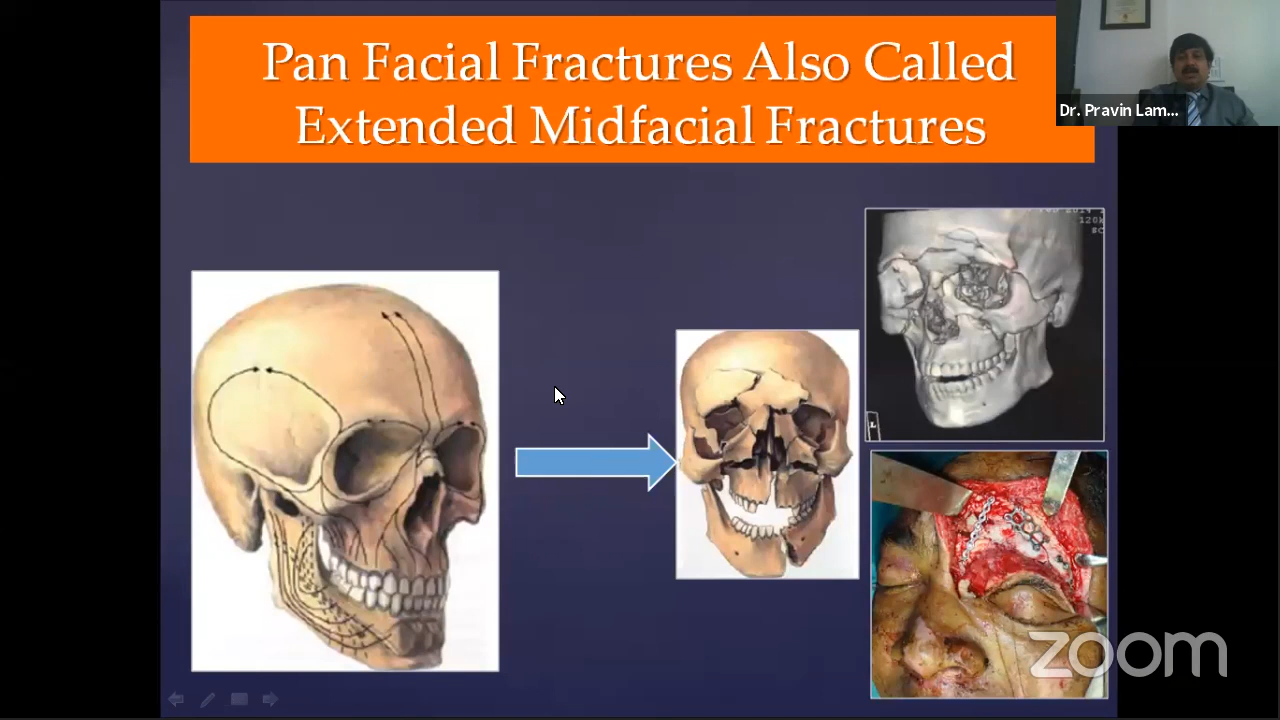 Pan Facial Fractures Also Called
Extended Midfacial Fractures
Dr. Pravin Lam...
L
zoom